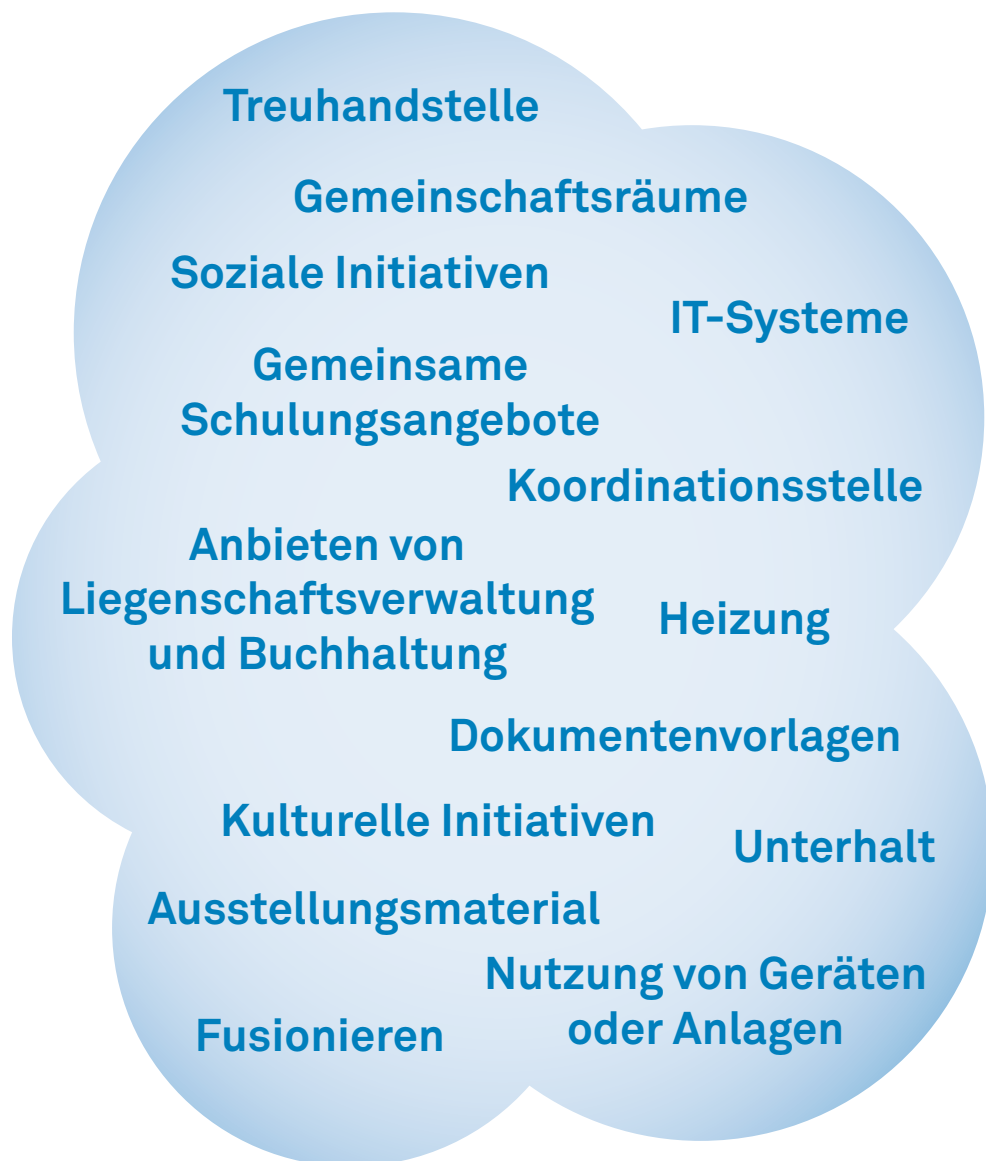 Treuhandstelle
Gemeinschaftsräume
Soziale Initiativen
IT-Systeme
Gemeinsame
Schulungsangebote
Koordinationsstelle
Anbieten von
Liegenschaftsverwaltung
und Buchhaltung
Heizung
Dokumentenvorlagen
Kulturelle Initiativen
Unterhalt
Ausstellungsmaterial
Nutzung von Geräten
oder Anlagen
Fusionieren